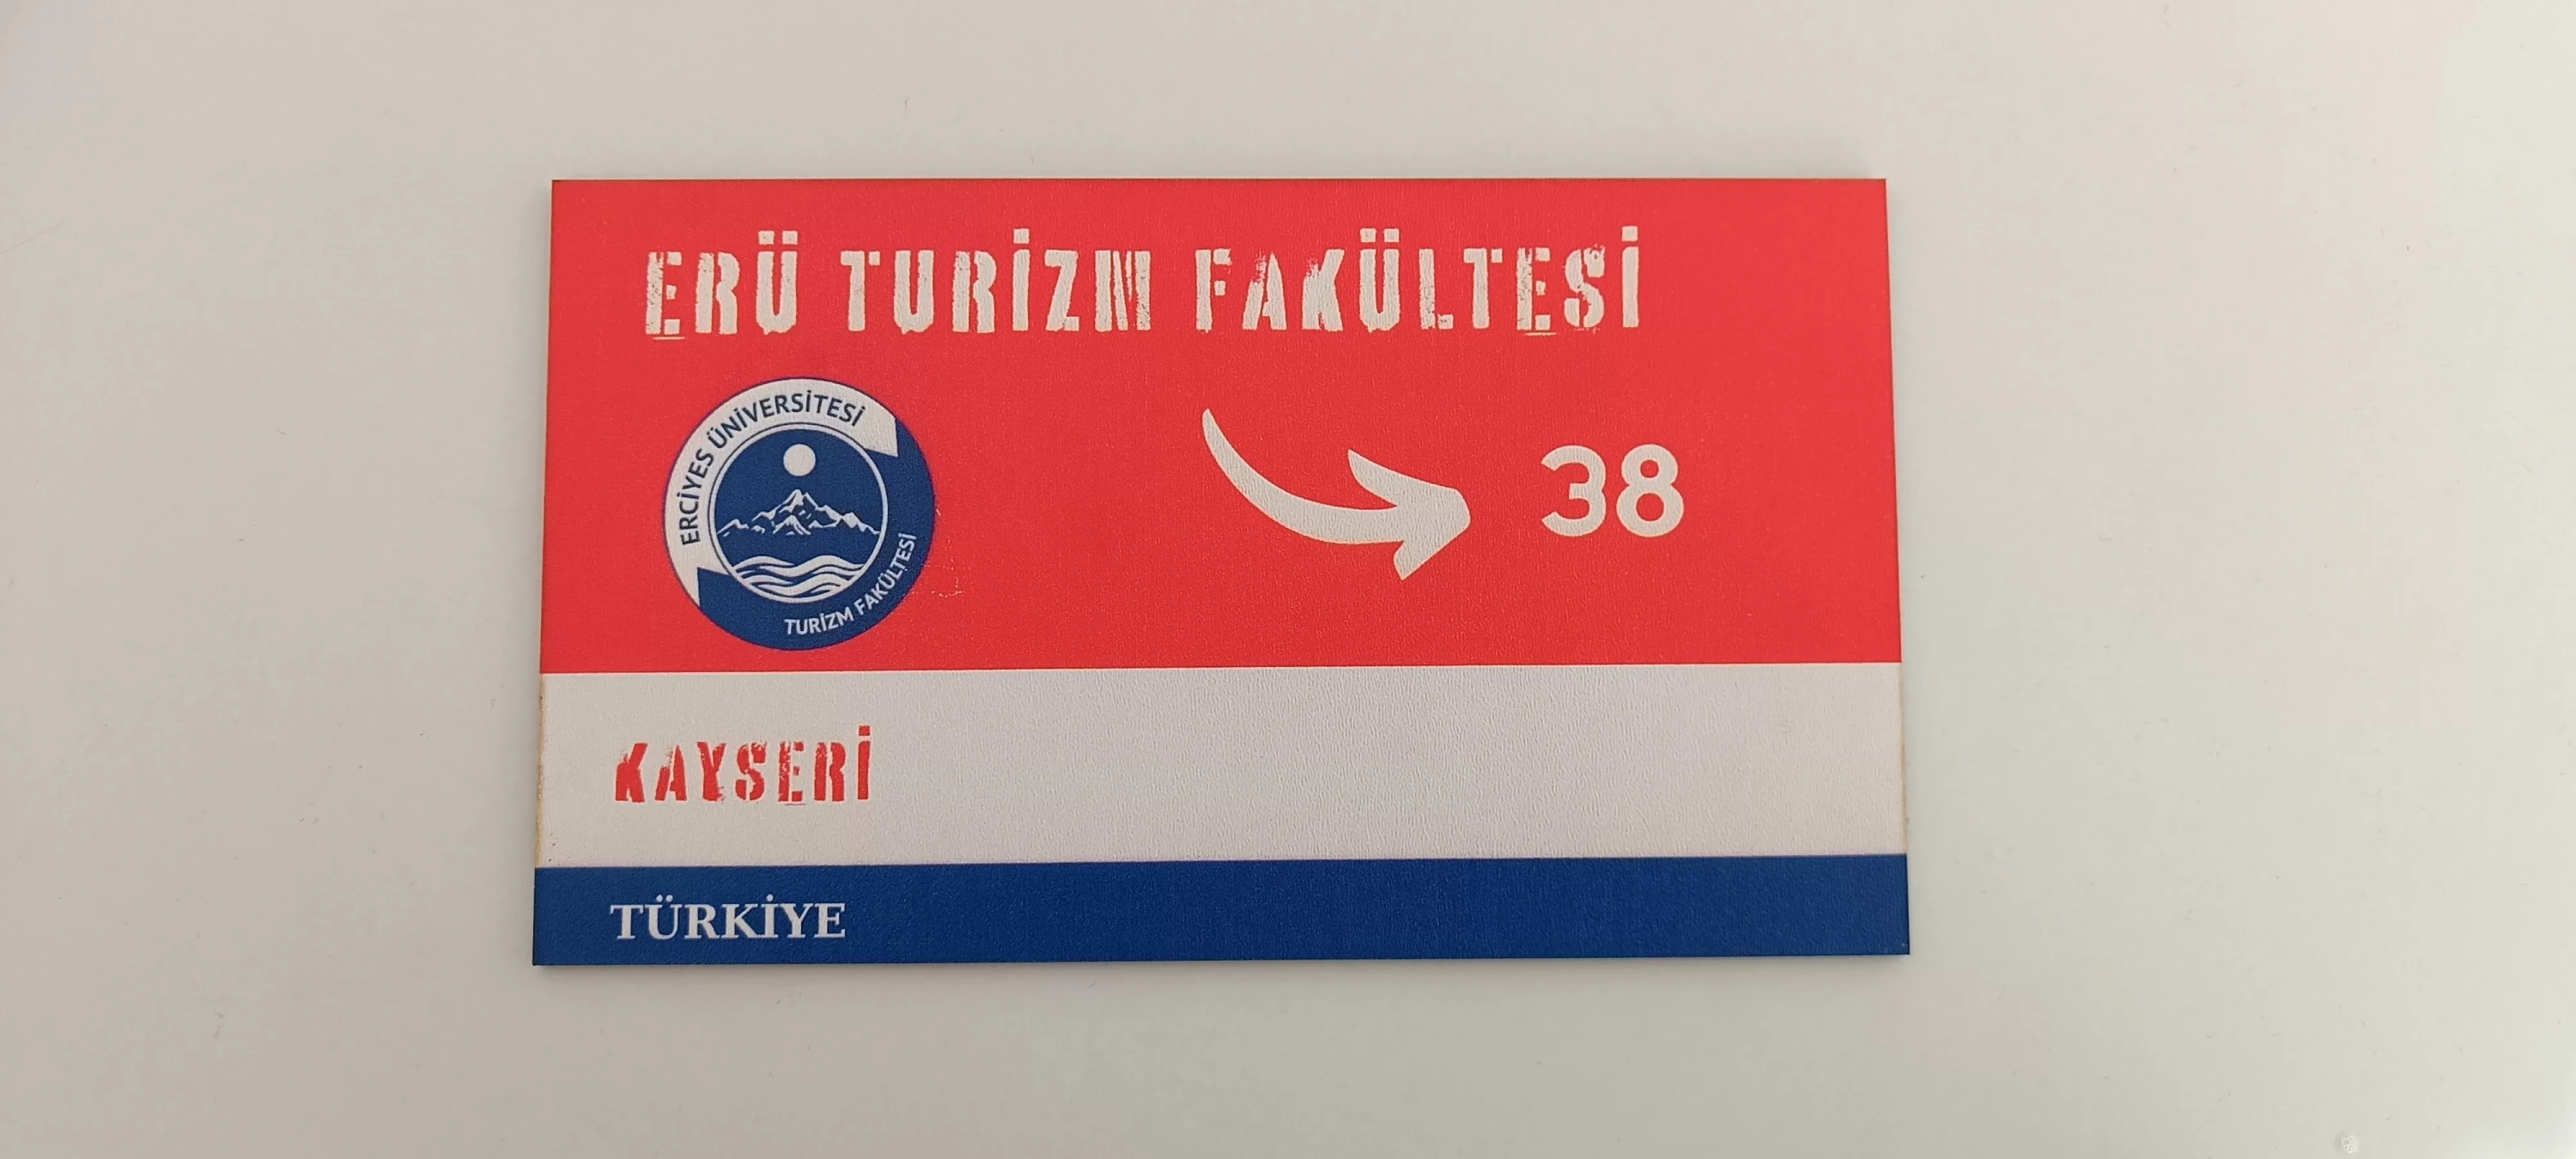 ERÜ TURİZM FAKÜLTESİ
ERCİYES ÜNİVERSİTESİ
TURİZM FAKÜLTESİ
38
KAYSERİ
TÜRKİYE